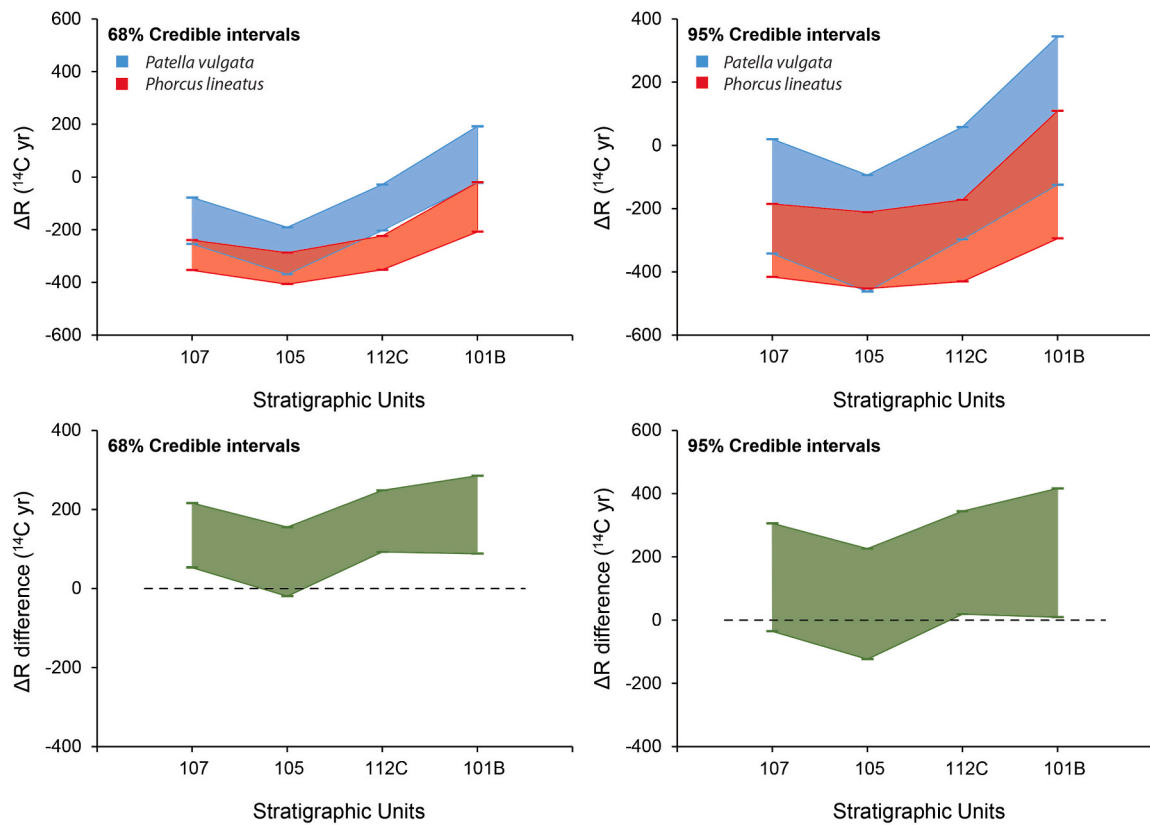 68% Credible intervals
Patella vulgata
Phorcus lineatus
600
400
200
0
-200
-400
-600
ΔR (¹⁴C yr)
107 105 112C 101B
Stratigraphic Units
95% Credible intervals
Patella vulgata
Phorcus lineatus
400
200
0
-200
-400
-600
ΔR (¹⁴C yr)
107 105 112C 101B
Stratigraphic Units
68% Credible intervals
400
200
0
-200
-400
ΔR difference (¹⁴C yr)
107 105 112C 101B
Stratigraphic Units
95% Credible intervals
600
400
200
0
-200
-400
ΔR difference (¹⁴C yr)
107 105 112C 101B
Stratigraphic Units